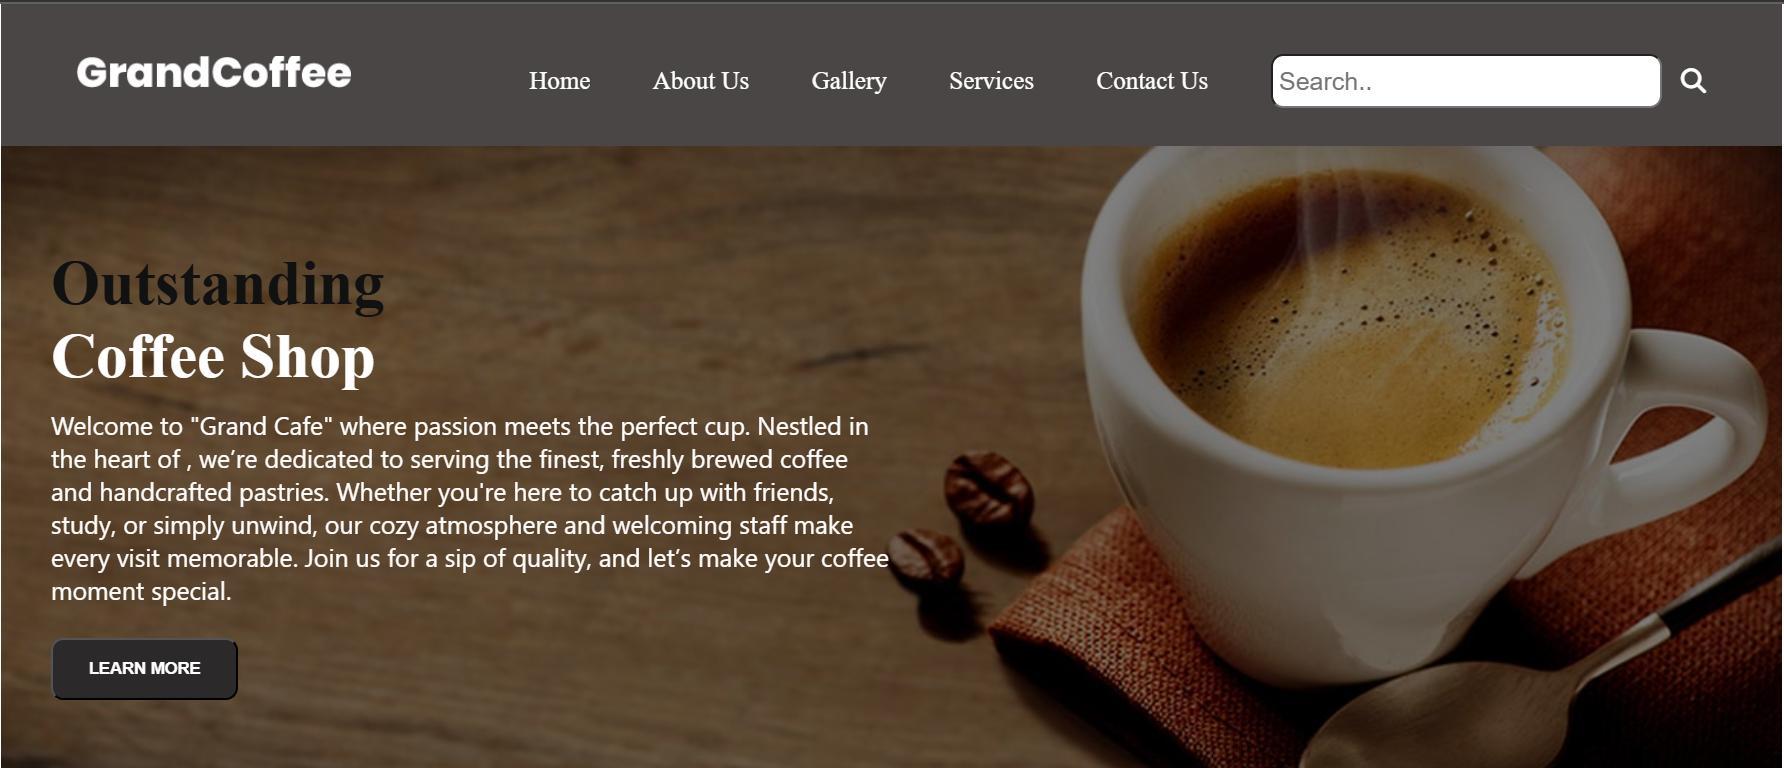 GrandCoffee
Home About Us Gallery Services Contact Us Search..
Outstanding
Coffee Shop
Welcome to "Grand Cafe" where passion meets the perfect cup. Nestled in
the heart of , we’re dedicated to serving the finest, freshly brewed coffee
and handcrafted pastries. Whether you're here to catch up with friends,
study, or simply unwind, our cozy atmosphere and welcoming staff make
every visit memorable. Join us for a sip of quality, and let’s make your coffee
moment special.
LEARN MORE